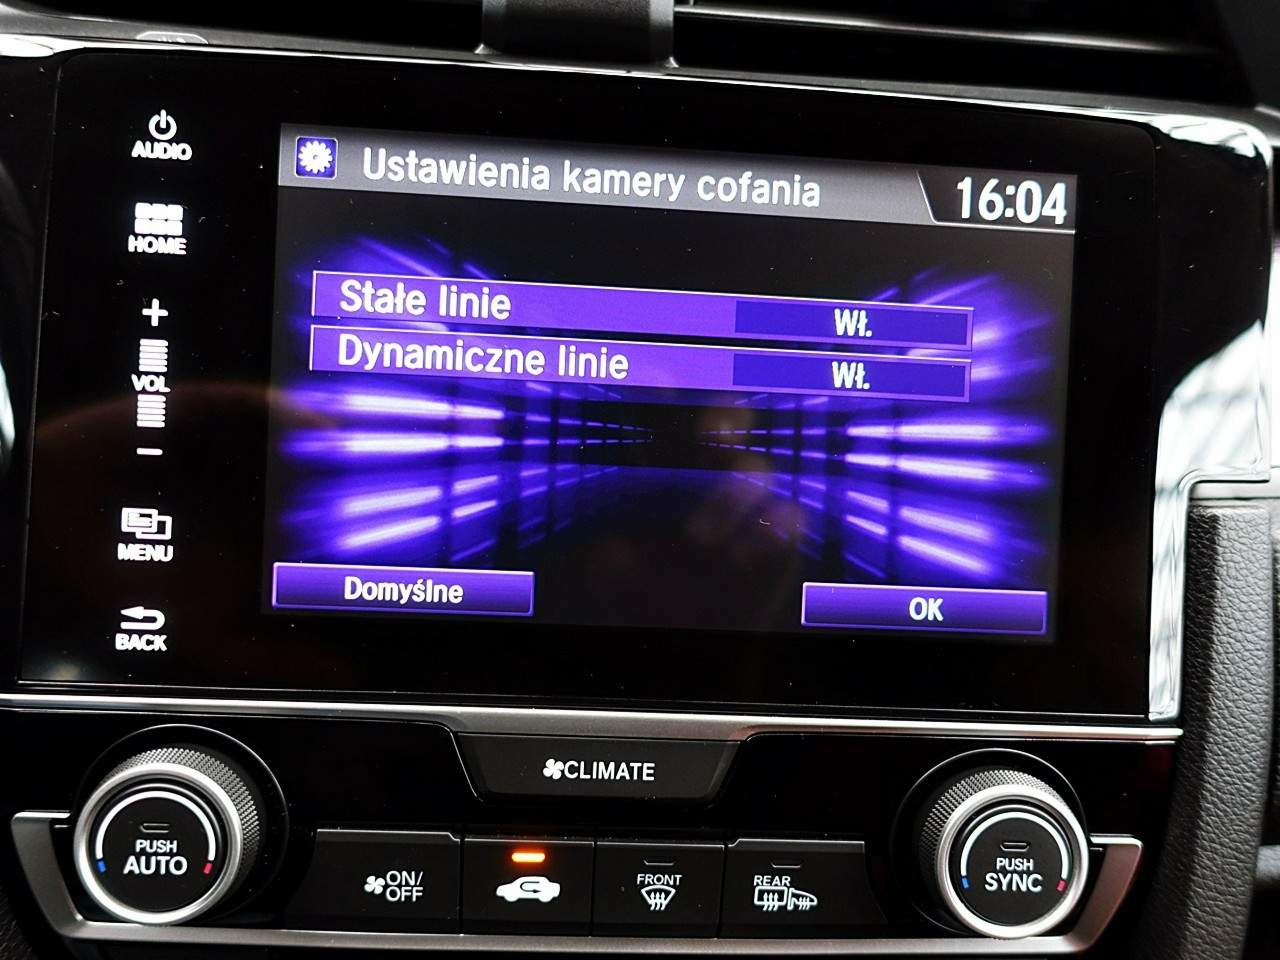 AUDIO
HOME
+
VOL
−
MENU
BACK
Ustawienia kamery cofania
16:04
Stałe linie
Wł.
Dynamiczne linie
Wł.
Domyślne
OK
CLIMATE
PUSH
AUTO
ON/
OFF
FRONT
REAR
PUSH
SYNC